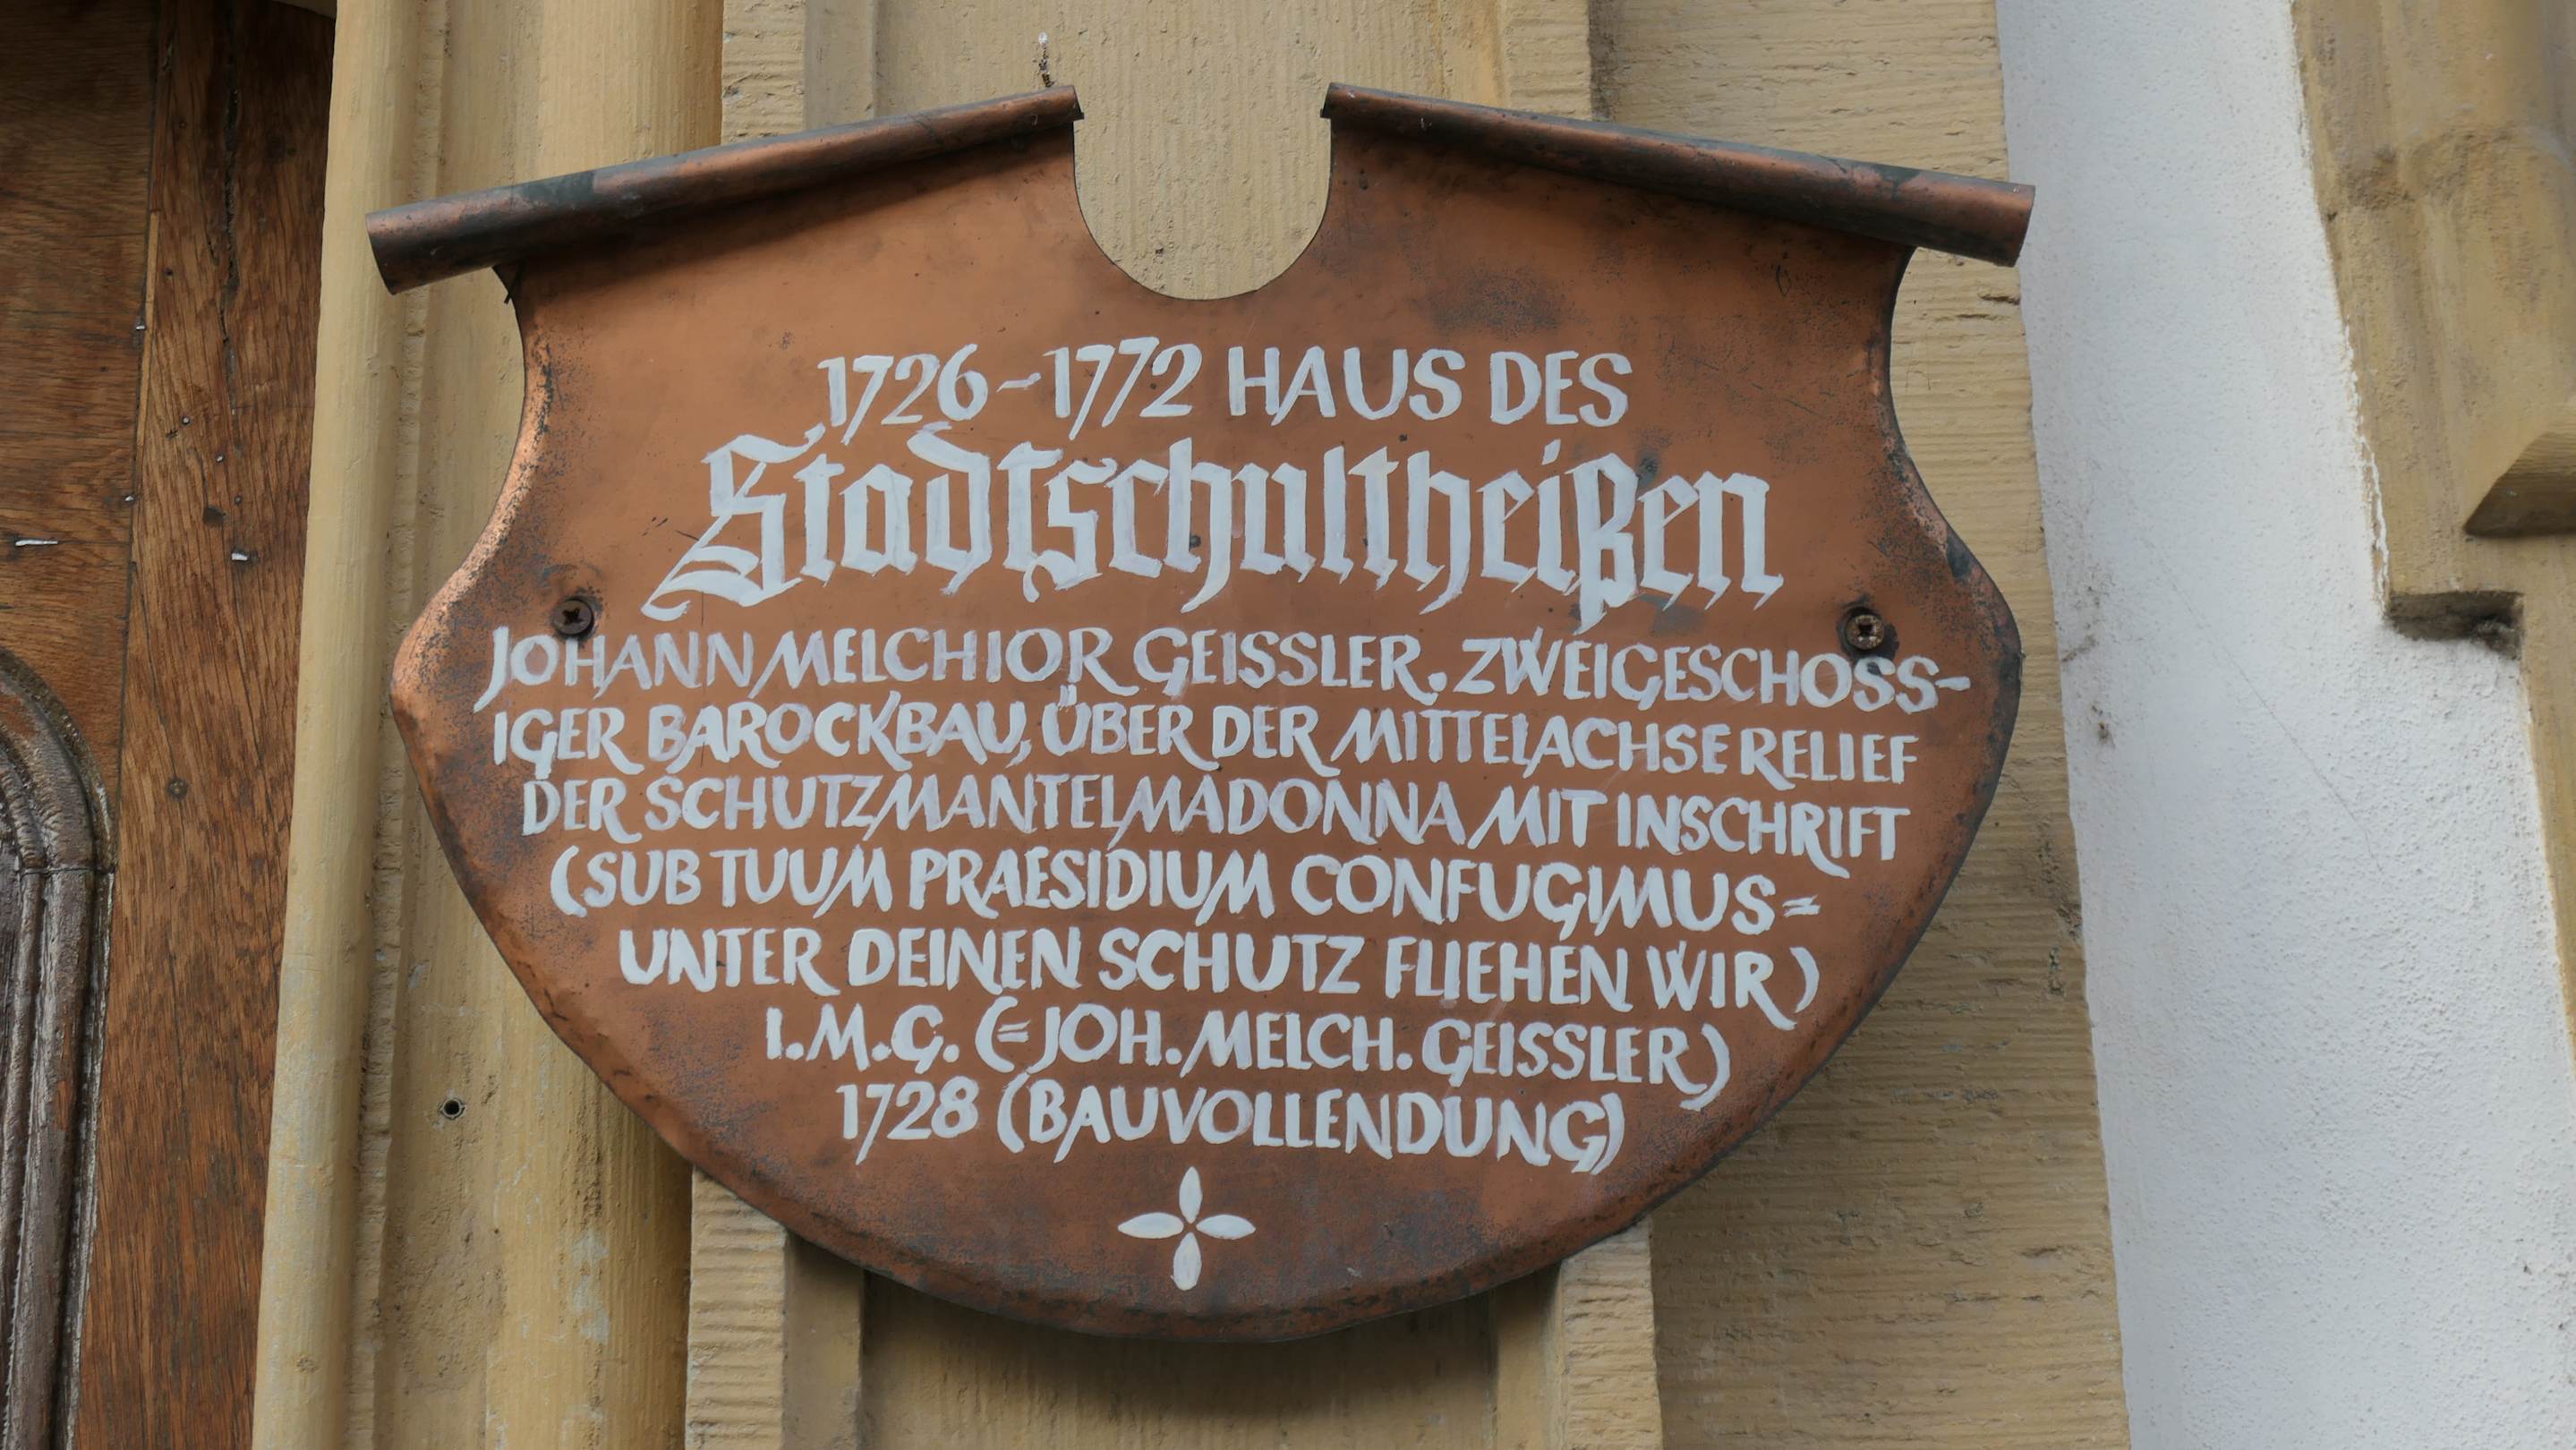 1726-1772 HAUS DES
Stadtschultheißen
JOHANN MELCHIOR GEISSLER. ZWEIGESCHOSS-
IGER BAROCKBAU, ÜBER DER MITTELACHSE RELIEF
DER SCHUTZMANTELMADONNA MIT INSCHRIFT
(SUB TUUM PRAESIDIUM CONFUGIMUS=
UNTER DEINEN SCHUTZ FLIEHEN WIR)
I.M.G. (=JOH. MELCH. GEISSLER)
1728 (BAUVOLLENDUNG)